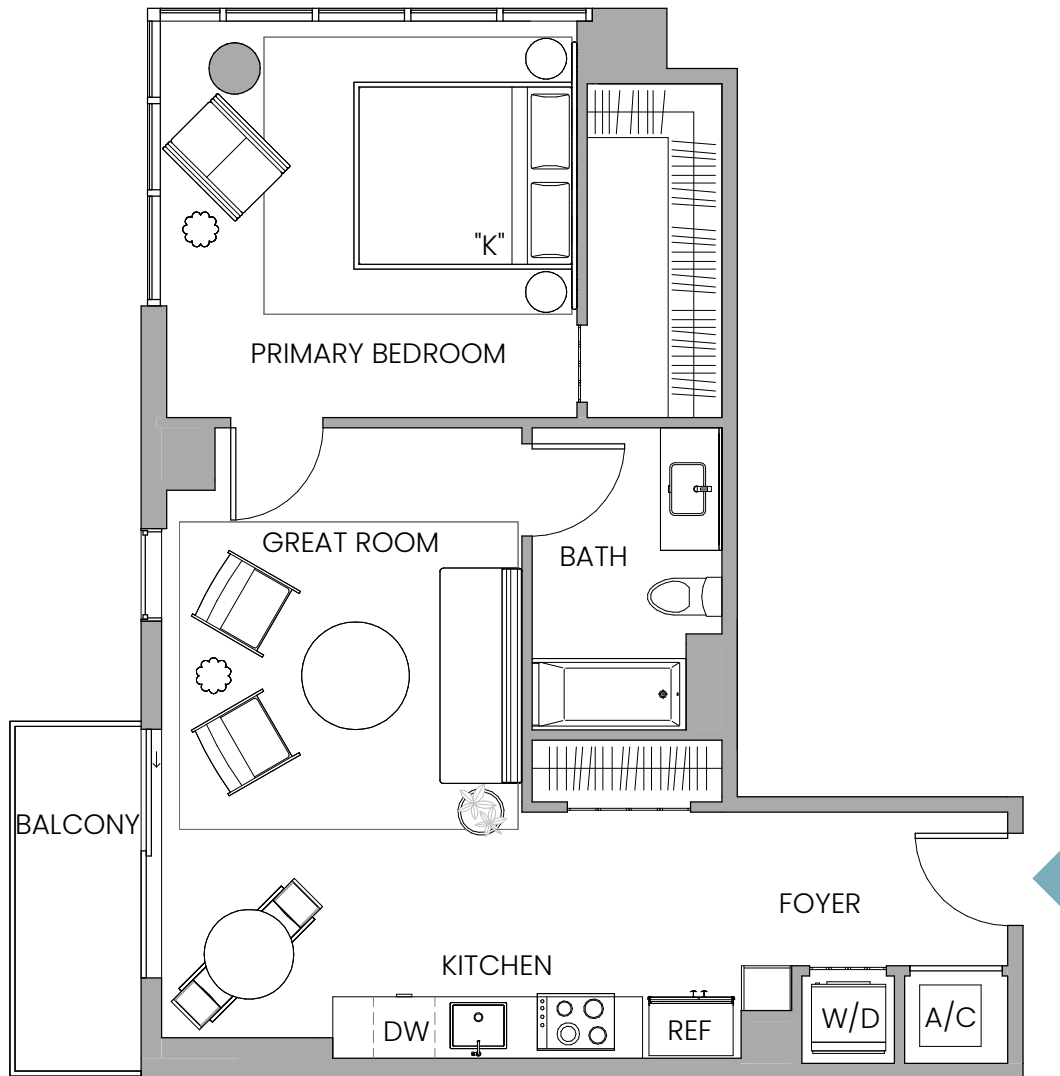 "K"
PRIMARY BEDROOM
GREAT ROOM
BATH
BALCONY
FOYER
KITCHEN
DW
REF
W/D
A/C